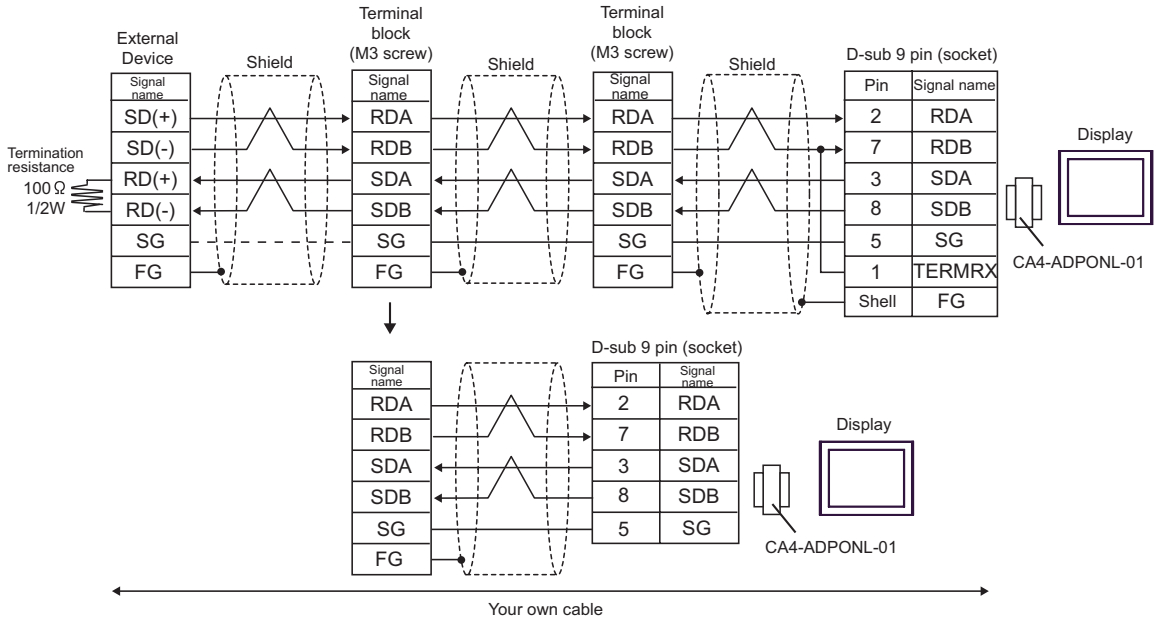 External
Device
Signal
name
SD(+)
SD(-)
RD(+)
RD(-)
SG
FG
Termination
resistance
100 Ω
1/2W
Shield
Terminal
block
(M3 screw)
Signal
name
RDA
RDB
SDA
SDB
SG
FG
Shield
Terminal
block
(M3 screw)
Signal
name
RDA
RDB
SDA
SDB
SG
FG
Shield
D-sub 9 pin (socket)
Pin Signal name
2 RDA
7 RDB
3 SDA
8 SDB
5 SG
1 TERMRX
Shell FG
Display
CA4-ADPONL-01
Signal
name
RDA
RDB
SDA
SDB
SG
FG
D-sub 9 pin (socket)
Pin Signal
name
2 RDA
7 RDB
3 SDA
8 SDB
5 SG
Display
CA4-ADPONL-01
Your own cable